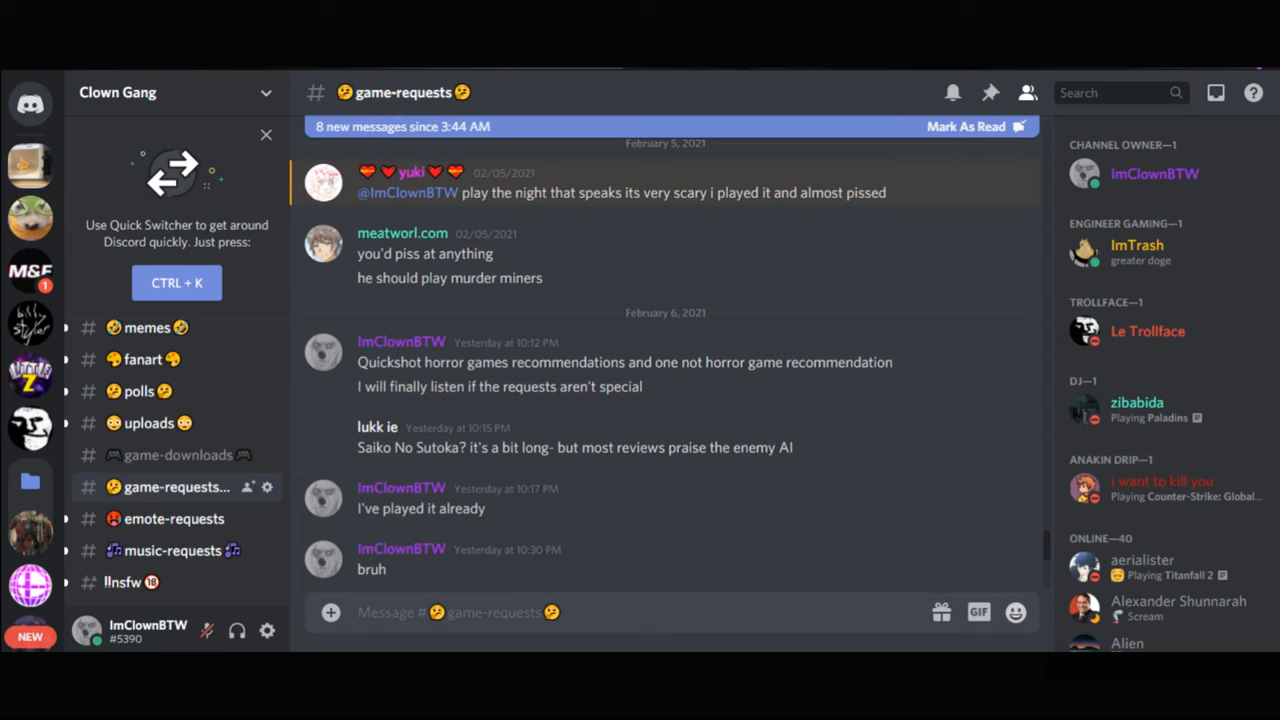 Clown Gang
Use Quick Switcher to get around
Discord quickly. Just press:
CTRL + K
🤣memes🤣
🎨fanart🎨
😕polls😕
😳uploads😳
🎮game-downloads🎮
🤔game-requests...
🥵emote-requests
🎶music-requests🎶
!!nsfw🔞
ImClownBTW
#5390
M&F
1
NEW
# 🤔game-requests🤔
8 new messages since 3:44 AM
Mark As Read
February 5, 2021
yuki 02/05/2021
@ImClownBTW play the night that speaks its very scary i played it and almost pissed
meatworl.com 02/05/2021
you'd piss at anything
he should play murder miners
February 6, 2021
ImClownBTW Yesterday at 10:12 PM
Quickshot horror games recommendations and one not horror game recommendation
I will finally listen if the requests aren't special
lukk ie Yesterday at 10:15 PM
Saiko No Sutoka? it's a bit long- but most reviews praise the enemy AI
ImClownBTW Yesterday at 10:17 PM
I've played it already
ImClownBTW Yesterday at 10:30 PM
bruh
Message #🤔game-requests🤔
GIF
Search
CHANNEL OWNER—1
ImClownBTW
ENGINEER GAMING—1
ImTrash
greater doge
TROLLFACE—1
Le Trollface
DJ—1
zibabida
Playing Paladins
ANAKIN DRIP—1
i want to kill you
Playing Counter-Strike: Global...
ONLINE—40
aerialister
Playing Titanfall 2
Alexander Shunnarah
Scream
Alien